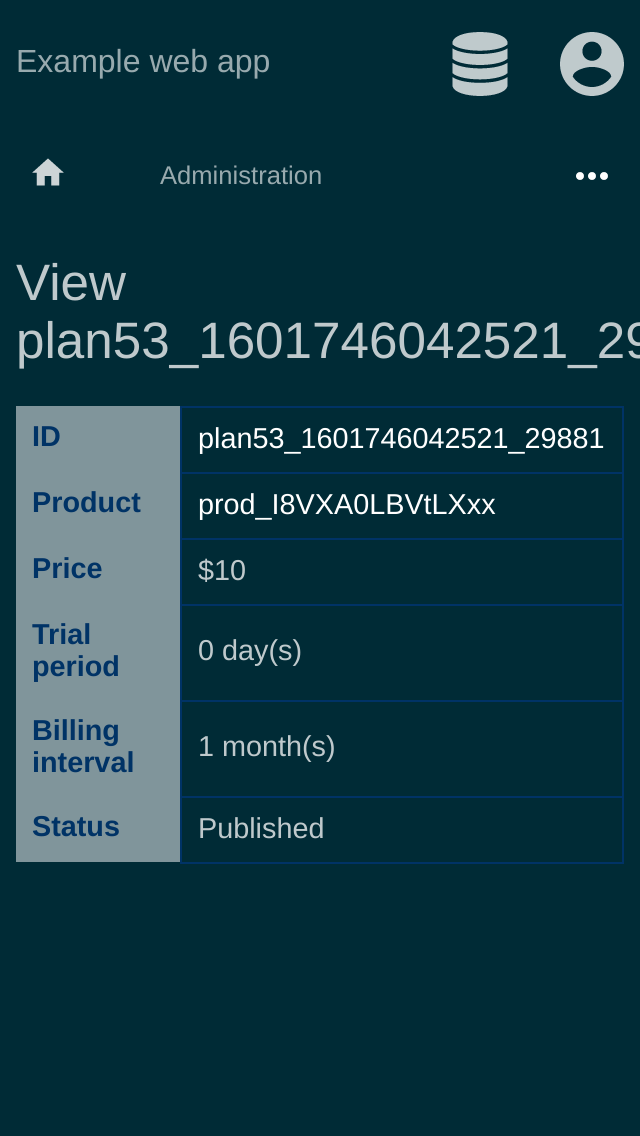 Example web app
Administration
View
plan53_1601746042521_29
ID
plan53_1601746042521_29881
Product
prod_I8VXA0LBVtLXxx
Price
$10
Trial
period
0 day(s)
Billing
interval
1 month(s)
Status
Published